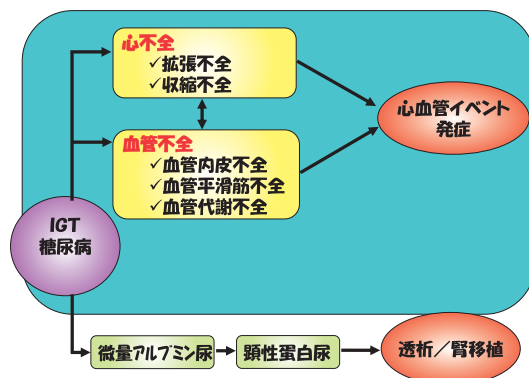 心不全
✓拡張不全
✓収縮不全
血管不全
✓血管内皮不全
✓血管平滑筋不全
✓血管代謝不全
心血管イベント
発症
IGT
糖尿病
微量アルブミン尿
顕性蛋白尿
透析／腎移植